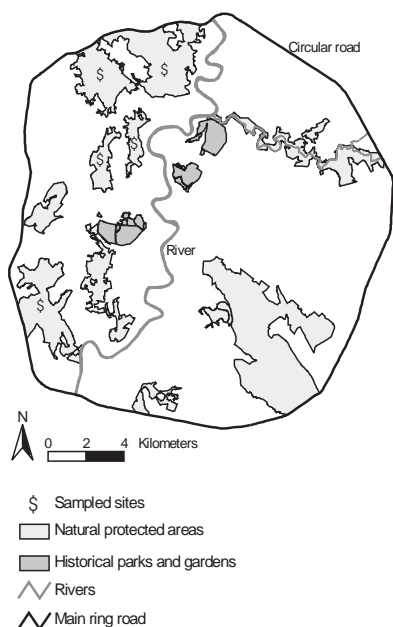 Circular road
$ $
$ $
River
$
N
0 2 4 Kilometers
$ Sampled sites
Natural protected areas
Historical parks and gardens
Rivers
Main ring road